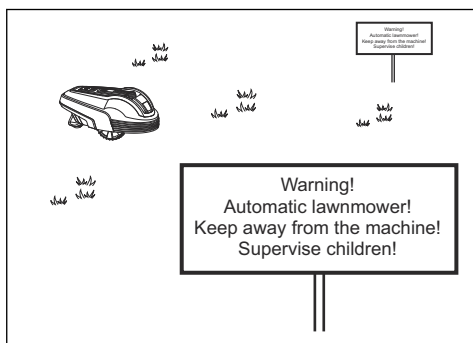 Warning!
Automatic lawnmower!
Keep away from the machine!
Supervise children!
Warning!
Automatic lawnmower!
Keep away from the machine!
Supervise children!